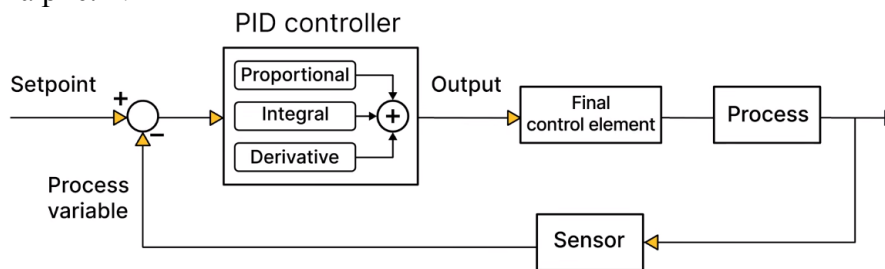 PID controller
Setpoint
+
−
Proportional
Integral
Derivative
+
Output
Final
control element
Process
Process
variable
Sensor